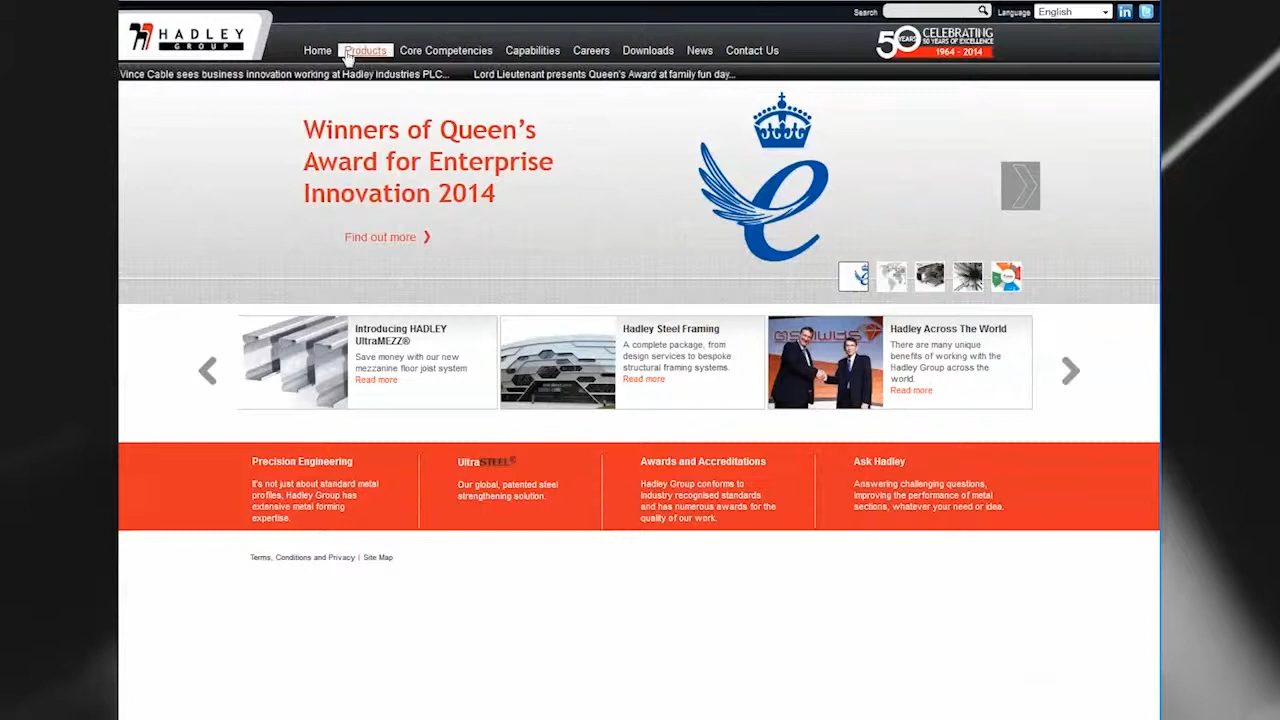 Search
Language
English
HADLEY
GROUP
Home
Products
Core Competencies
Capabilities
Careers
Downloads
News
Contact Us
50 YEARS
CELEBRATING
50 YEARS OF EXCELLENCE
1964 - 2014
Vince Cable sees business innovation working at Hadley Industries PLC...
Lord Lieutenant presents Queen's Award at family fun day...
Winners of Queen's
Award for Enterprise
Innovation 2014
Find out more
Introducing HADLEY
UltraMEZZ®
Save money with our new
mezzanine floor joist system
Read more
Hadley Steel Framing
A complete package, from
design services to bespoke
structural framing systems.
Read more
Hadley Across The World
There are many unique
benefits of working with the
Hadley Group across the
world.
Read more
Precision Engineering
It's not just about standard metal
profiles, Hadley Group has
extensive metal forming
expertise.
UltraSTEEL®
Our global, patented steel
strengthening solution.
Awards and Accreditations
Hadley Group conforms to
industry recognised standards
and has numerous awards for the
quality of our work.
Ask Hadley
Answering challenging questions,
improving the performance of metal
sections, whatever your need or idea.
Terms, Conditions and Privacy | Site Map